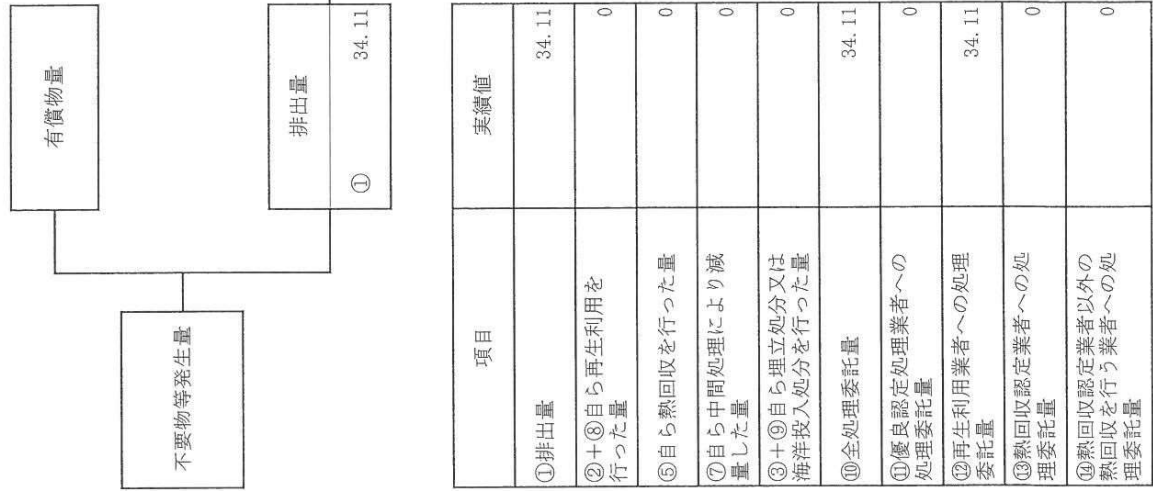 有償物量
不要物等発生量
排出量
① 34.11
項目 実績値
①排出量 34.11
②+⑧自ら再生利用を
行った量 0
⑤自ら熱回収を行った量 0
⑦自ら中間処理により減
量した量 0
③+⑨自ら埋立処分又は
海洋投入処分を行った量 0
⑩全処理委託量 34.11
⑪優良認定処理業者への
処理委託量 0
⑫再生利用業者への処理
委託量 34.11
⑬熱回収認定業者への処
理委託量 0
⑭熱回収認定業者以外の
熱回収を行う業者への処
理委託量 0